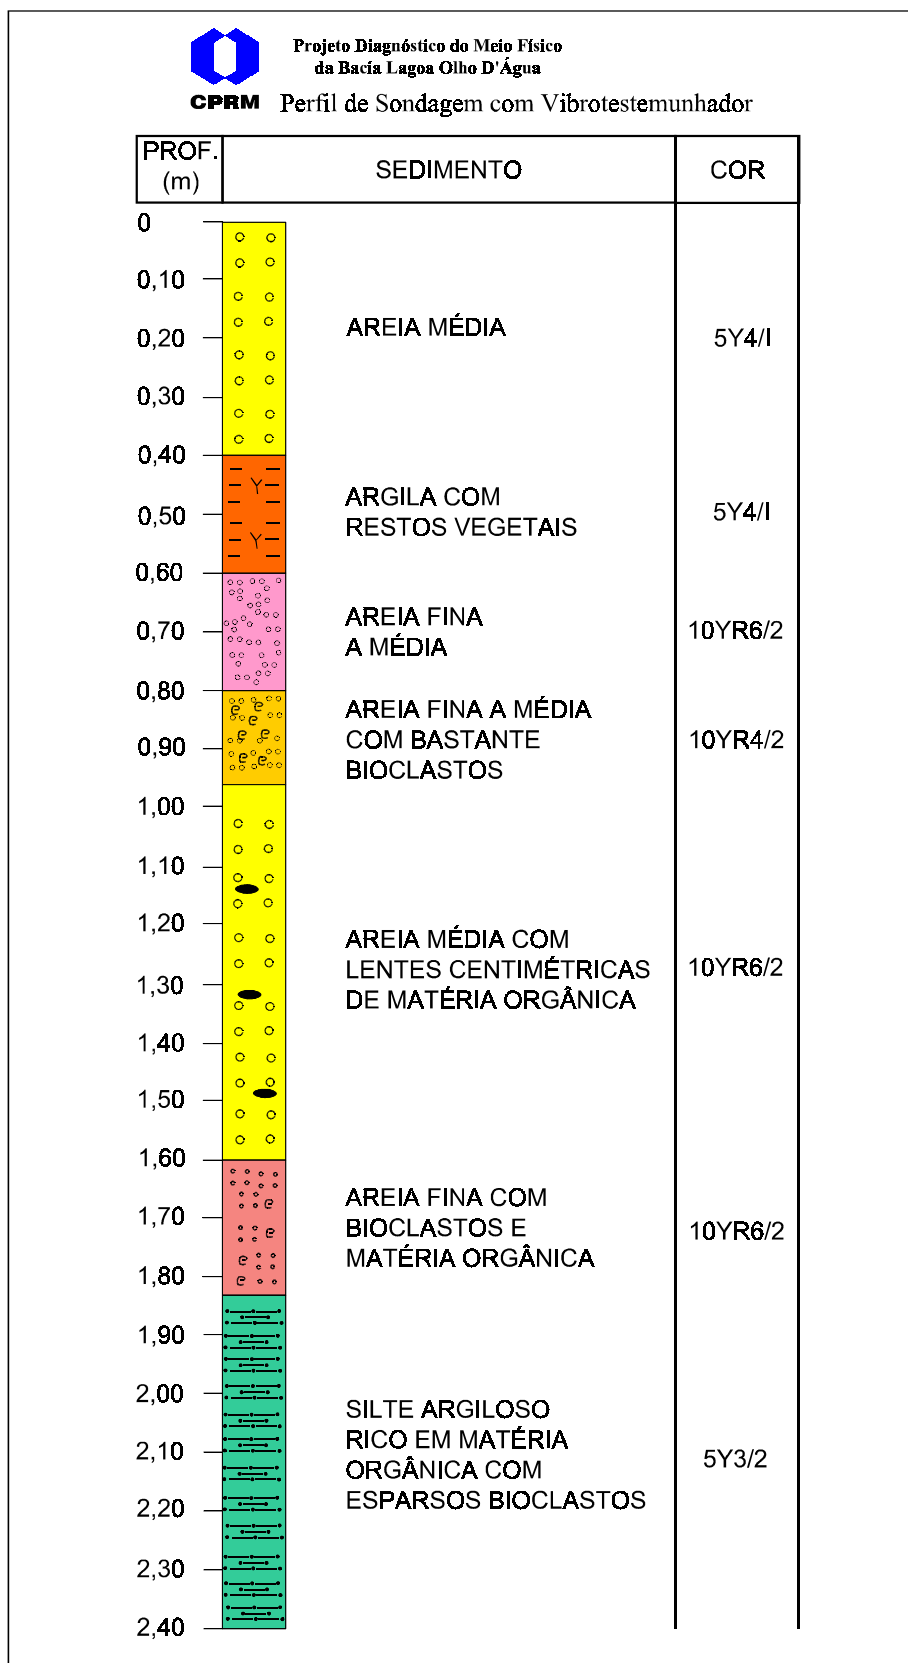 Projeto Diagnóstico do Meio Físico
da Bacía Lagoa Olho D'Água
CPRM
Perfil de Sondagem com Vibrotestemunhador
PROF.
(m)
SEDIMENTO
COR
0
0,10
0,20
0,30
0,40
AREIA MÉDIA
5Y4/I
0,50
0,60
ARGILA COM
RESTOS VEGETAIS
5Y4/I
0,70
0,80
AREIA FINA
A MÉDIA
10YR6/2
0,90
AREIA FINA A MÉDIA
COM BASTANTE
BIOCLASTOS
10YR4/2
1,00
1,10
1,20
1,30
1,40
1,50
1,60
AREIA MÉDIA COM
LENTES CENTIMÉTRICAS
DE MATÉRIA ORGÂNICA
10YR6/2
1,70
1,80
AREIA FINA COM
BIOCLASTOS E
MATÉRIA ORGÂNICA
10YR6/2
1,90
2,00
2,10
2,20
2,30
2,40
SILTE ARGILOSO
RICO EM MATÉRIA
ORGÂNICA COM
ESPARSOS BIOCLASTOS
5Y3/2